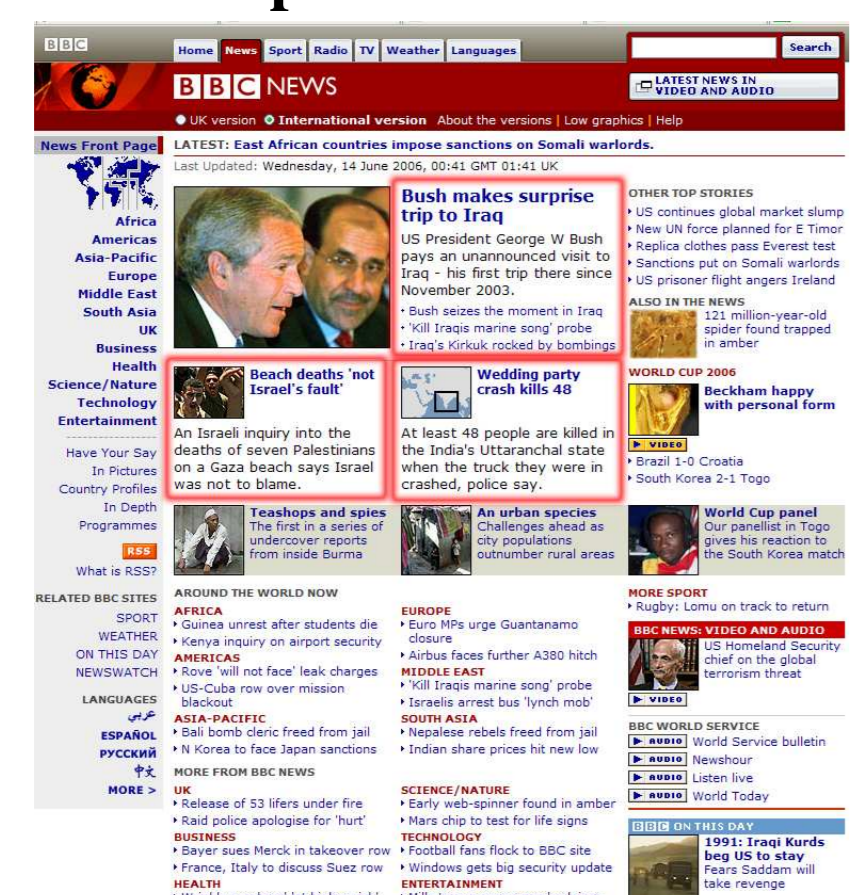 BBC
Home News Sport Radio TV Weather Languages
Search
BBC NEWS
LATEST NEWS IN
VIDEO AND AUDIO
UK version International version About the versions | Low graphics | Help
News Front Page
Africa
Americas
Asia-Pacific
Europe
Middle East
South Asia
UK
Business
Health
Science/Nature
Technology
Entertainment
Have Your Say
In Pictures
Country Profiles
In Depth
Programmes
RSS
What is RSS?
RELATED BBC SITES
SPORT
WEATHER
ON THIS DAY
NEWSWATCH
LANGUAGES
عربي
ESPAÑOL
РУССКИЙ
中文
MORE >
LATEST: East African countries impose sanctions on Somali warlords.
Last Updated: Wednesday, 14 June 2006, 00:41 GMT 01:41 UK
Bush makes surprise
trip to Iraq
US President George W Bush
pays an unannounced visit to
Iraq - his first trip there since
November 2003.
Bush seizes the moment in Iraq
'Kill Iraqis marine song' probe
Iraq's Kirkuk rocked by bombings
Beach deaths 'not
Israel's fault'
An Israeli inquiry into the
deaths of seven Palestinians
on a Gaza beach says Israel
was not to blame.
Wedding party
crash kills 48
At least 48 people are killed in
the India's Uttaranchal state
when the truck they were in
crashed, police say.
Teashops and spies
The first in a series of
undercover reports
from inside Burma
An urban species
Challenges ahead as
city populations
outnumber rural areas
AROUND THE WORLD NOW
AFRICA
Guinea unrest after students die
Kenya inquiry on airport security
AMERICAS
Rove 'will not face' leak charges
US-Cuba row over mission
blackout
ASIA-PACIFIC
Bali bomb cleric freed from jail
N Korea to face Japan sanctions
EUROPE
Euro MPs urge Guantanamo
closure
Airbus faces further A380 hitch
MIDDLE EAST
'Kill Iraqis marine song' probe
Israelis arrest bus 'lynch mob'
SOUTH ASIA
Nepalese rebels freed from jail
Indian share prices hit new low
MORE FROM BBC NEWS
UK
Release of 53 lifers under fire
Raid police apologise for 'hurt'
BUSINESS
Bayer sues Merck in takeover row
France, Italy to discuss Suez row
HEALTH
SCIENCE/NATURE
Early web-spinner found in amber
Mars chip to test for life signs
TECHNOLOGY
Football fans flock to BBC site
Windows gets big security update
ENTERTAINMENT
OTHER TOP STORIES
US continues global market slump
New UN force planned for E Timor
Replica clothes pass Everest test
Sanctions put on Somali warlords
US prisoner flight angers Ireland
ALSO IN THE NEWS
121 million-year-old
spider found trapped
in amber
WORLD CUP 2006
Beckham happy
with personal form
VIDEO
Brazil 1-0 Croatia
South Korea 2-1 Togo
World Cup panel
Our panellist in Togo
gives his reaction to
the South Korea match
MORE SPORT
Rugby: Lomu on track to return
BBC NEWS: VIDEO AND AUDIO
US Homeland Security
chief on the global
terrorism threat
VIDEO
BBC WORLD SERVICE
AUDIO World Service bulletin
AUDIO Newshour
AUDIO Listen live
AUDIO World Today
BBC ON THIS DAY
1991: Iraqi Kurds
beg US to stay
Fears Saddam will
take revenge